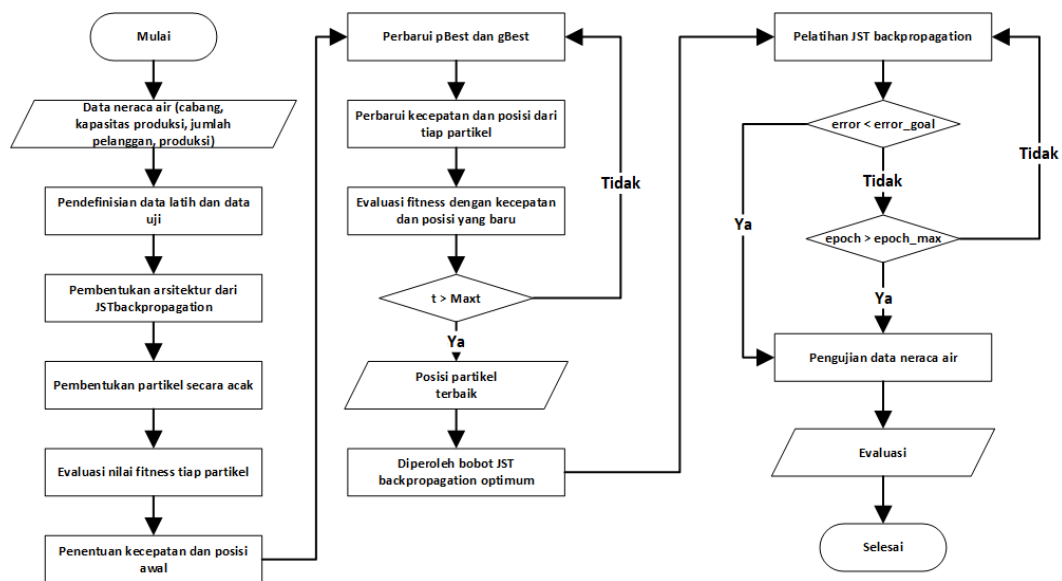 Mulai
Data neraca air (cabang,
kapasitas produksi, jumlah
pelanggan, produksi)
Pendefinisian data latih dan data
uji
Pembentukan arsitektur dari
JSTbackpropagation
Pembentukan partikel secara acak
Evaluasi nilai fitness tiap partikel
Penentuan kecepatan dan posisi
awal
Perbarui pBest dan gBest
Perbarui kecepatan dan posisi dari
tiap partikel
Evaluasi fitness dengan kecepatan
dan posisi yang baru
t > Maxt
Tidak
Ya
Posisi partikel
terbaik
Diperoleh bobot JST
backpropagation optimum
Pelatihan JST backpropagation
error < error_goal
Tidak
Ya
epoch > epoch_max
Tidak
Ya
Pengujian data neraca air
Evaluasi
Selesai